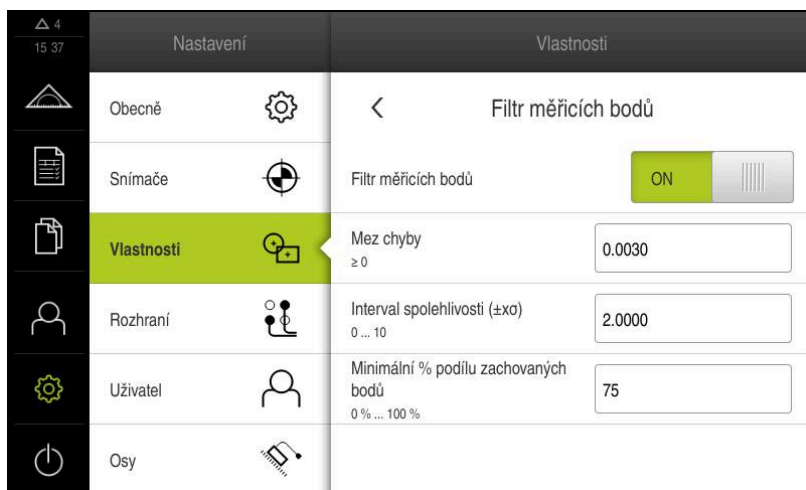 4
15 37
Nastavení
Vlastnosti
Obecně
Snímače
Vlastnosti
Rozhraní
Uživatel
Osy
Filtr měřicích bodů
Filtr měřicích bodů
ON
Mez chyby
≥ 0
0.0030
Interval spolehlivosti (±xσ)
0 ... 10
2.0000
Minimální % podílu zachovaných
bodů
0 % ... 100 %
75